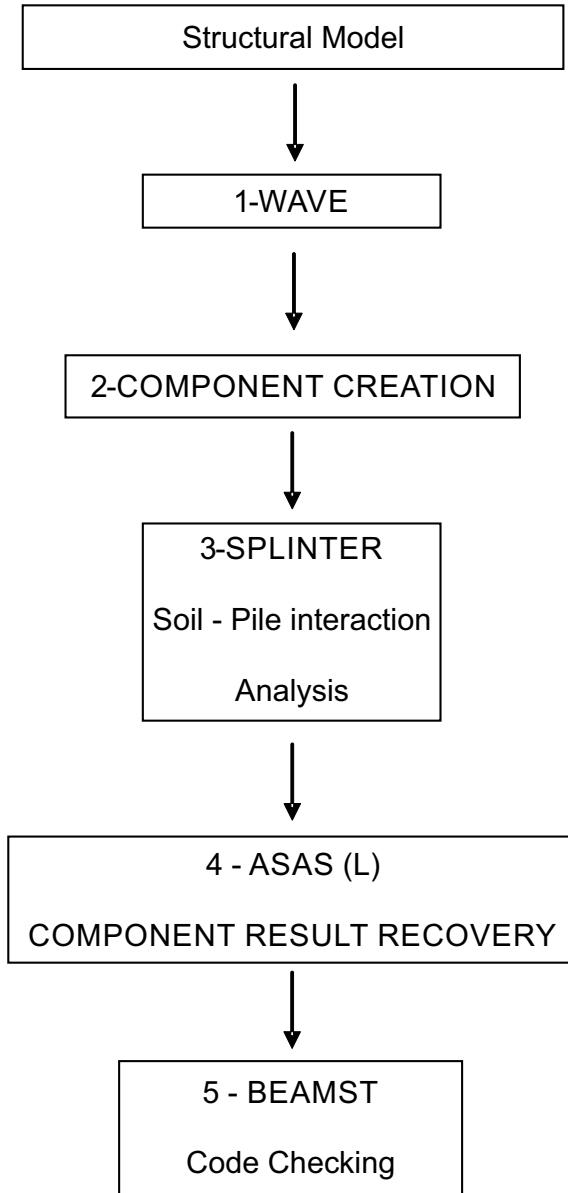 Structural Model
1-WAVE
2-COMPONENT CREATION
3-SPLINTER
Soil - Pile interaction
Analysis
4 - ASAS (L)
COMPONENT RESULT RECOVERY
5 - BEAMST
Code Checking